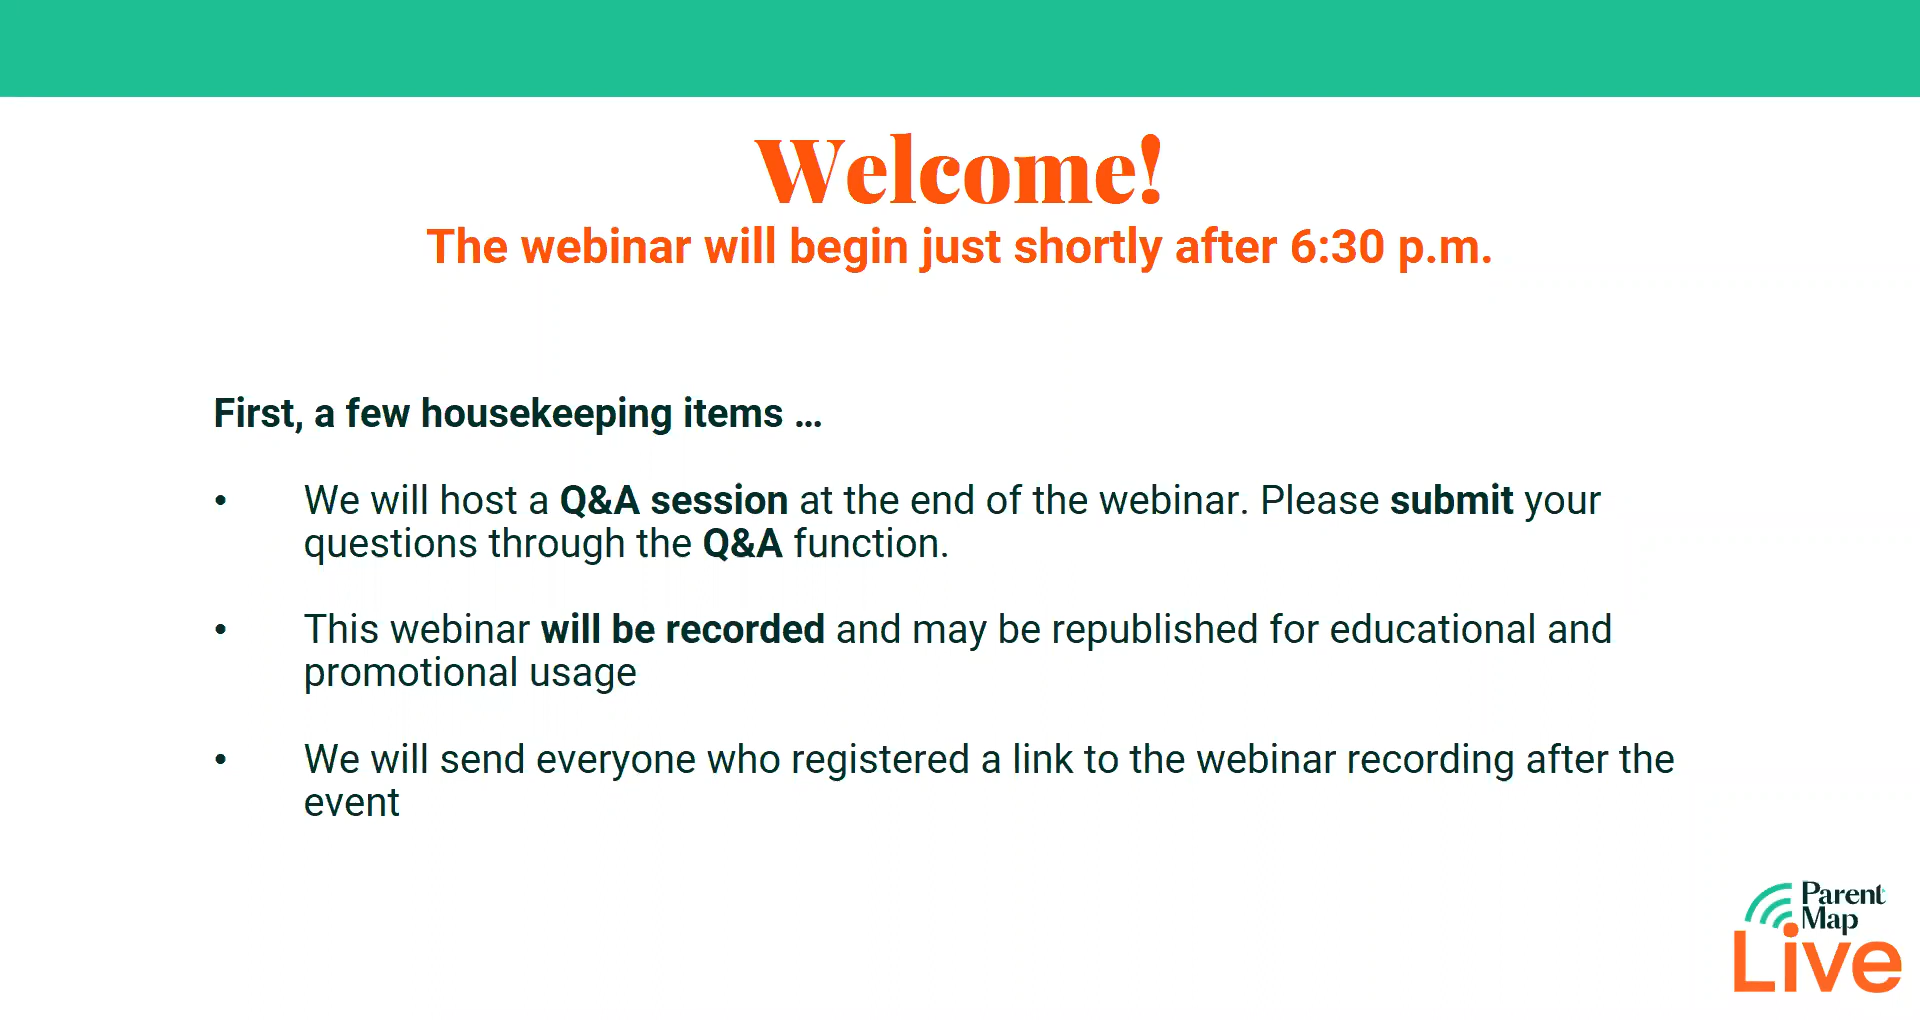 Welcome!
The webinar will begin just shortly after 6:30 p.m.
First, a few housekeeping items ...
• We will host a Q&A session at the end of the webinar. Please submit your
questions through the Q&A function.
• This webinar will be recorded and may be republished for educational and
promotional usage
• We will send everyone who registered a link to the webinar recording after the
event
Parent
Map
Live